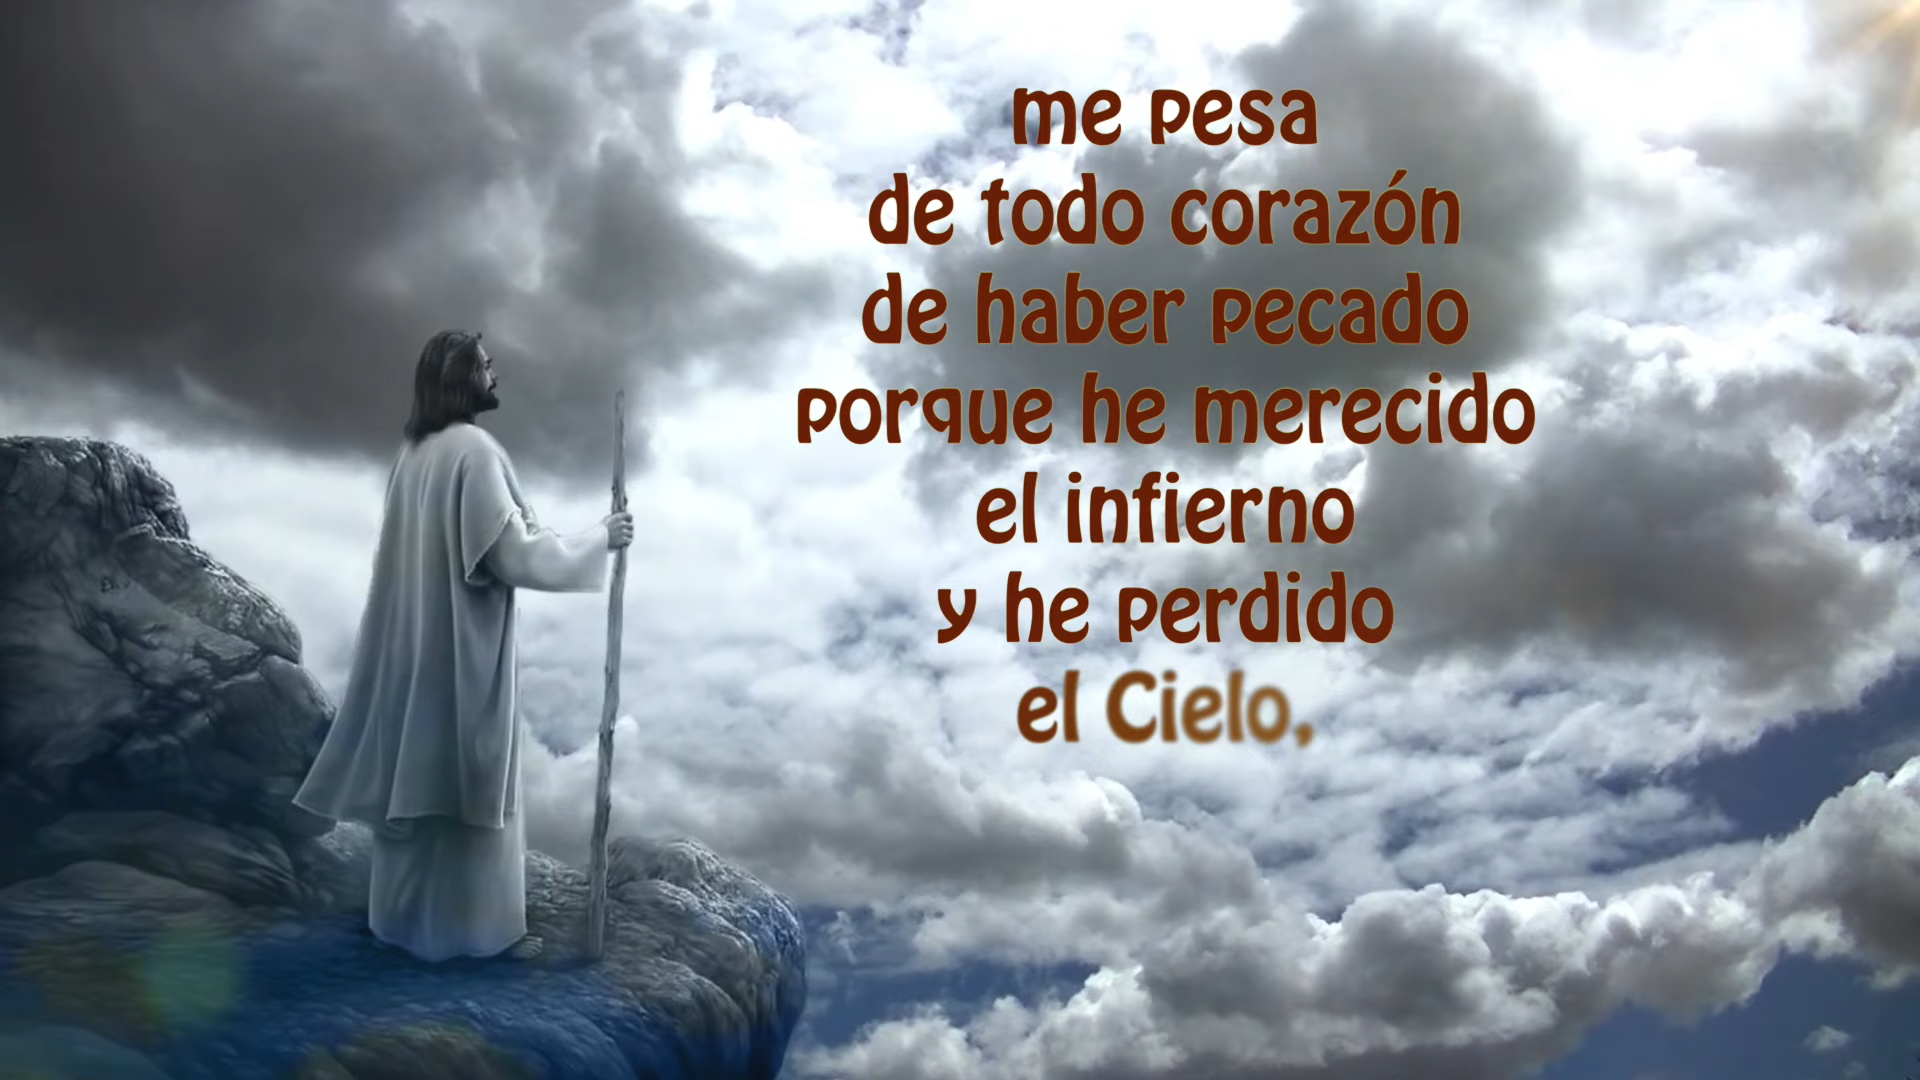 me pesa
de todo corazón
de haber pecado
porque he merecido
el infierno
y he perdido
el Cielo,